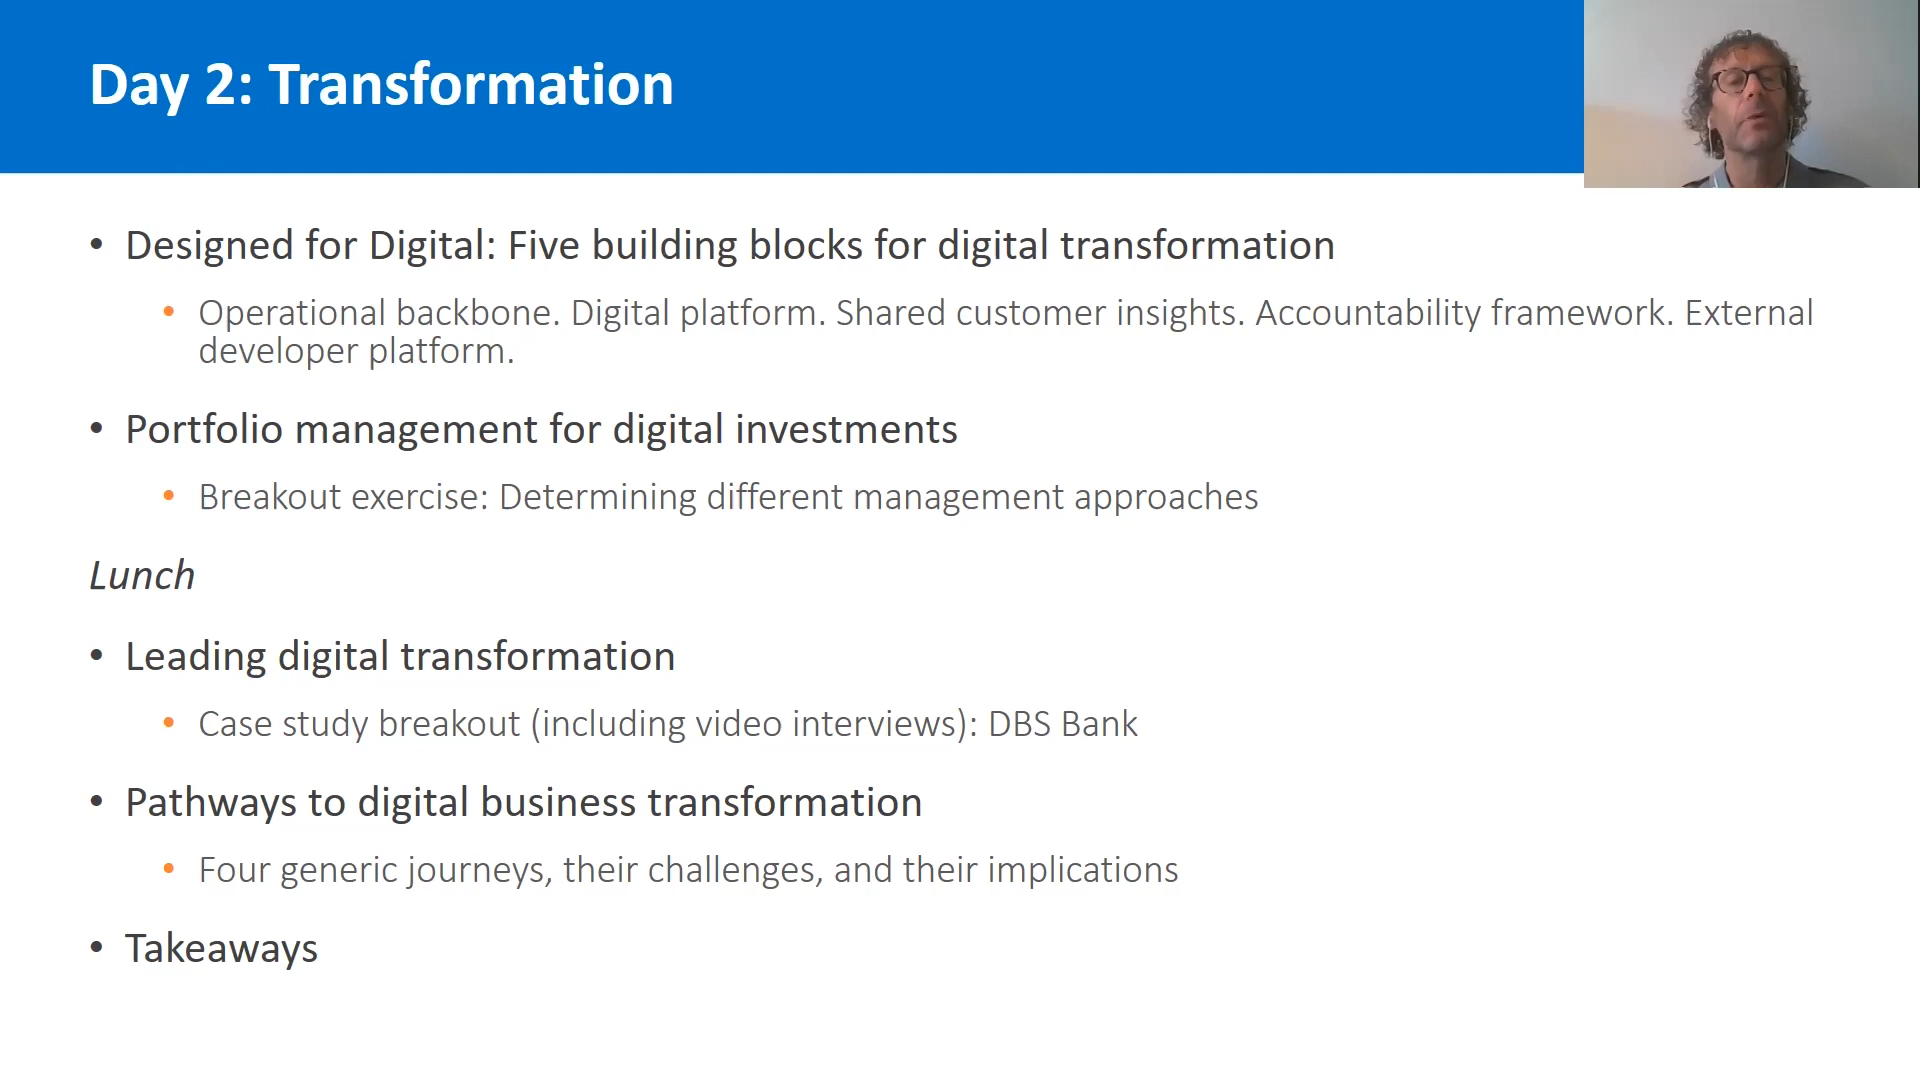 Day 2: Transformation
• Designed for Digital: Five building blocks for digital transformation
• Operational backbone. Digital platform. Shared customer insights. Accountability framework. External
developer platform.
• Portfolio management for digital investments
• Breakout exercise: Determining different management approaches
Lunch
• Leading digital transformation
• Case study breakout (including video interviews): DBS Bank
• Pathways to digital business transformation
• Four generic journeys, their challenges, and their implications
• Takeaways